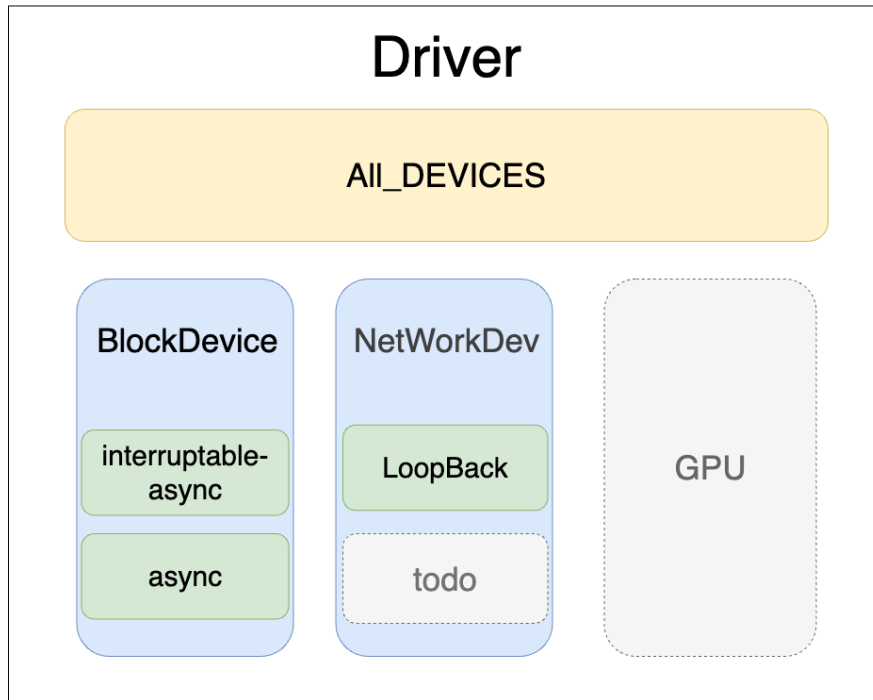 Driver
All_DEVICES
BlockDevice
interruptable-
async
async
NetWorkDev
LoopBack
todo
GPU